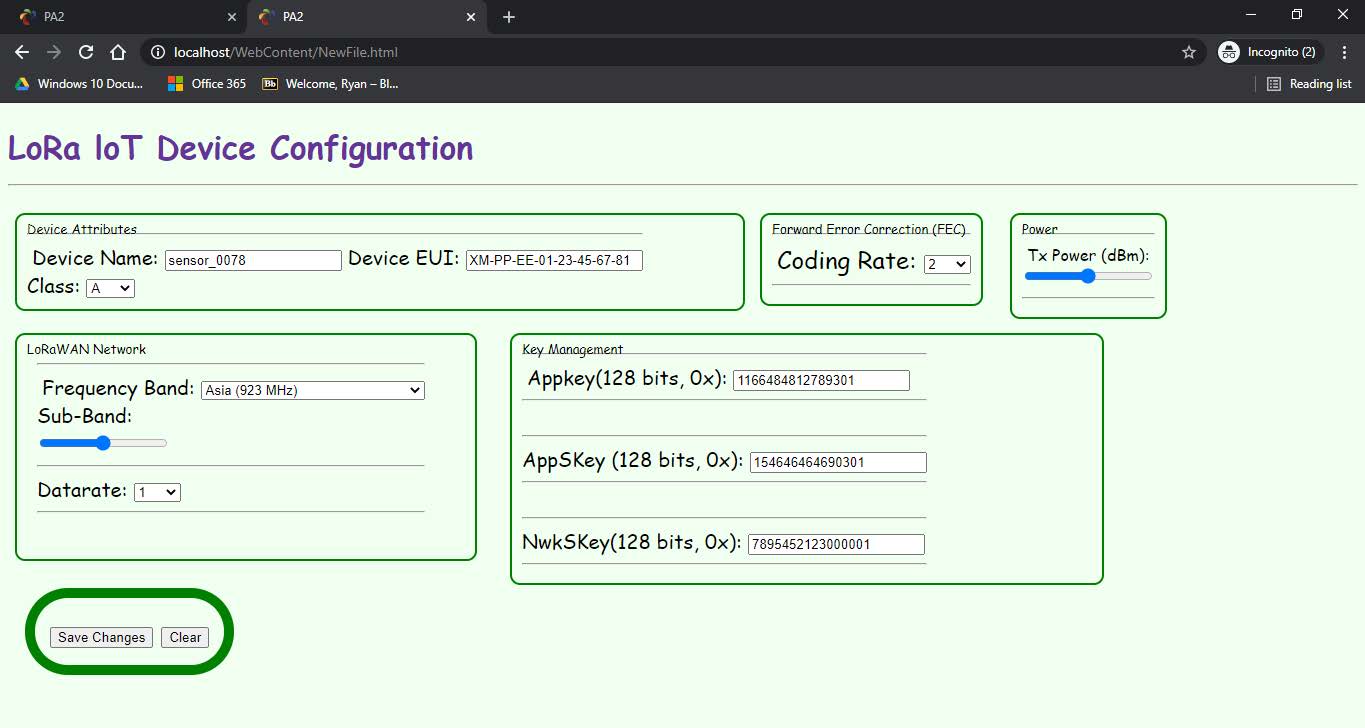 PA2
PA2
localhost/WebContent/NewFile.html
Incognito (2)
Windows 10 Docu...
Office 365
Bb
Welcome, Ryan – Bl...
Reading list
LoRa loT Device Configuration
Device Attributes
Device Name: sensor_0078 Device EUI: XM-PP-EE-01-23-45-67-81
Class: A
Forward Error Correction (FEC)
Coding Rate: 2
Power
Tx Power (dBm):
LoRaWAN Network
Frequency Band: Asia (923 MHz)
Sub-Band:
Datarate: 1
Key Management
Appkey(128 bits, 0x): 1166484812789301
AppSKey (128 bits, 0x): 154646464690301
NwkSKey(128 bits, 0x): 7895452123000001
Save Changes Clear